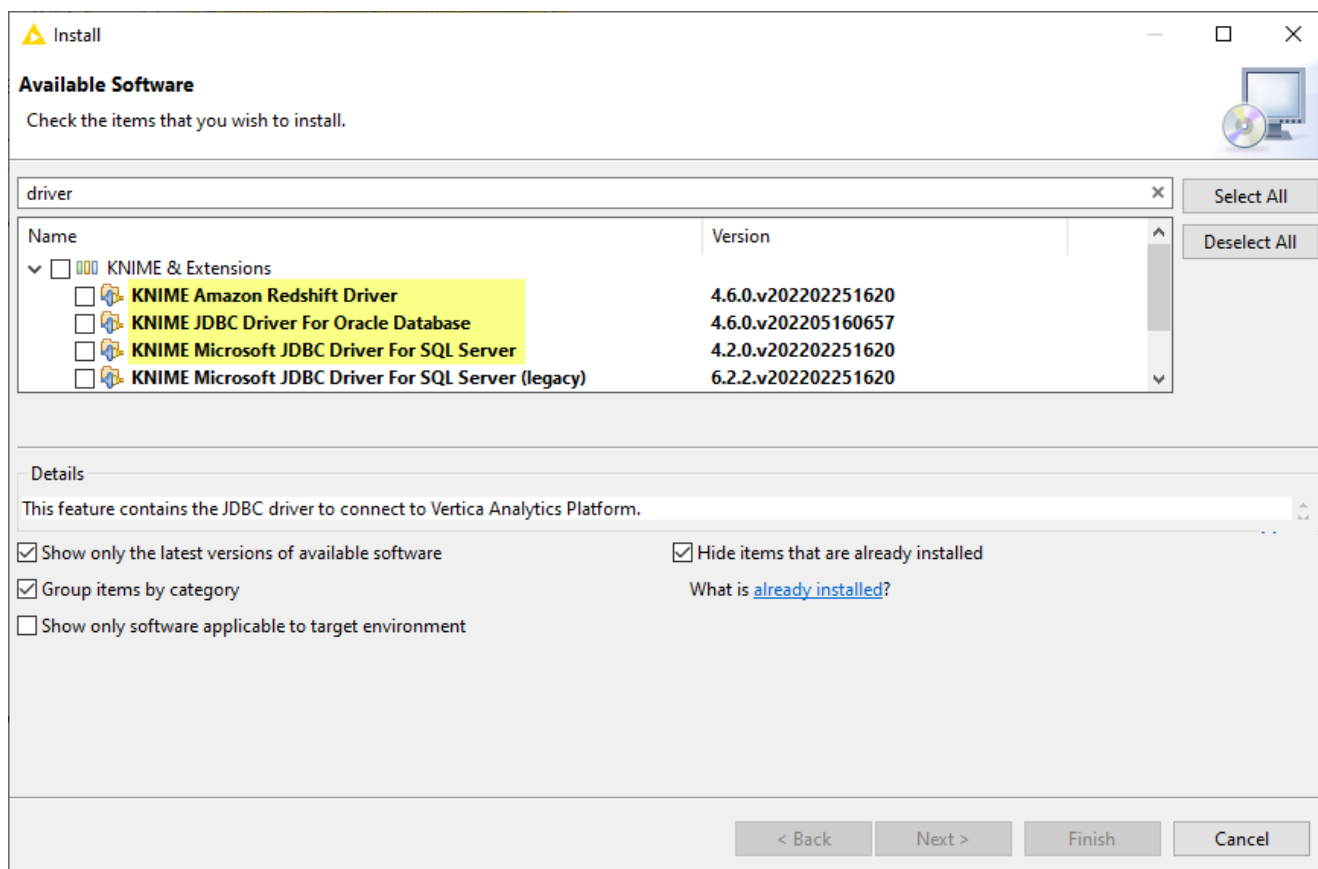 Install
Available Software
Check the items that you wish to install.
driver
Select All
Name Version
Deselect All
KNIME & Extensions
KNIME Amazon Redshift Driver 4.6.0.v202202251620
KNIME JDBC Driver For Oracle Database 4.6.0.v202205160657
KNIME Microsoft JDBC Driver For SQL Server 4.2.0.v202202251620
KNIME Microsoft JDBC Driver For SQL Server (legacy) 6.2.2.v202202251620
Details
This feature contains the JDBC driver to connect to Vertica Analytics Platform.
Show only the latest versions of available software Hide items that are already installed
Group items by category What is already installed?
Show only software applicable to target environment
< Back Next > Finish Cancel